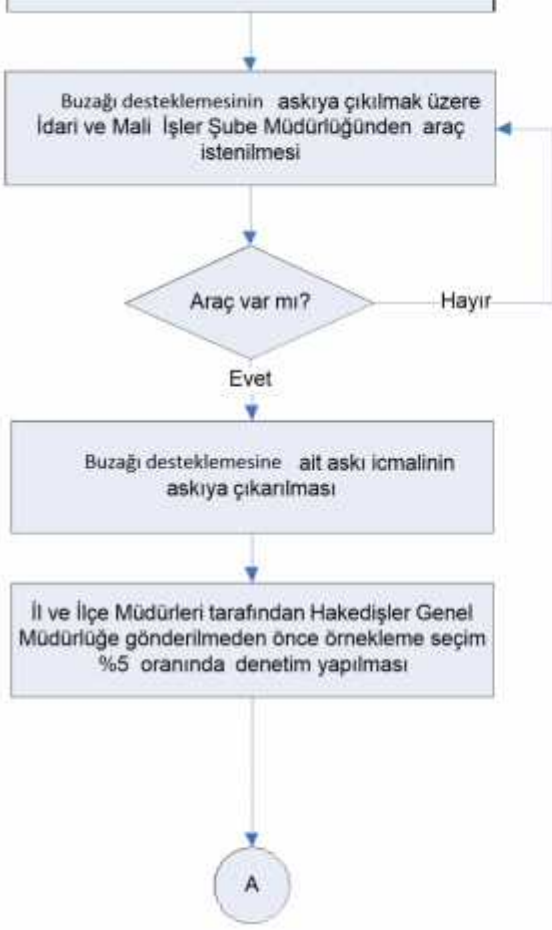 Buzağı desteklemesinin askıya çıkılmak üzere
İdari ve Mali İşler Şube Müdürlüğünden araç
istenilmesi
Araç var mı?
Hayır
Evet
Buzağı desteklemesine ait askı icmalinin
askıya çıkarılması
İl ve İlçe Müdürleri tarafından Hakedişler Genel
Müdürlüğe gönderilmeden önce örnekleme seçim
%5 oranında denetim yapılması
A